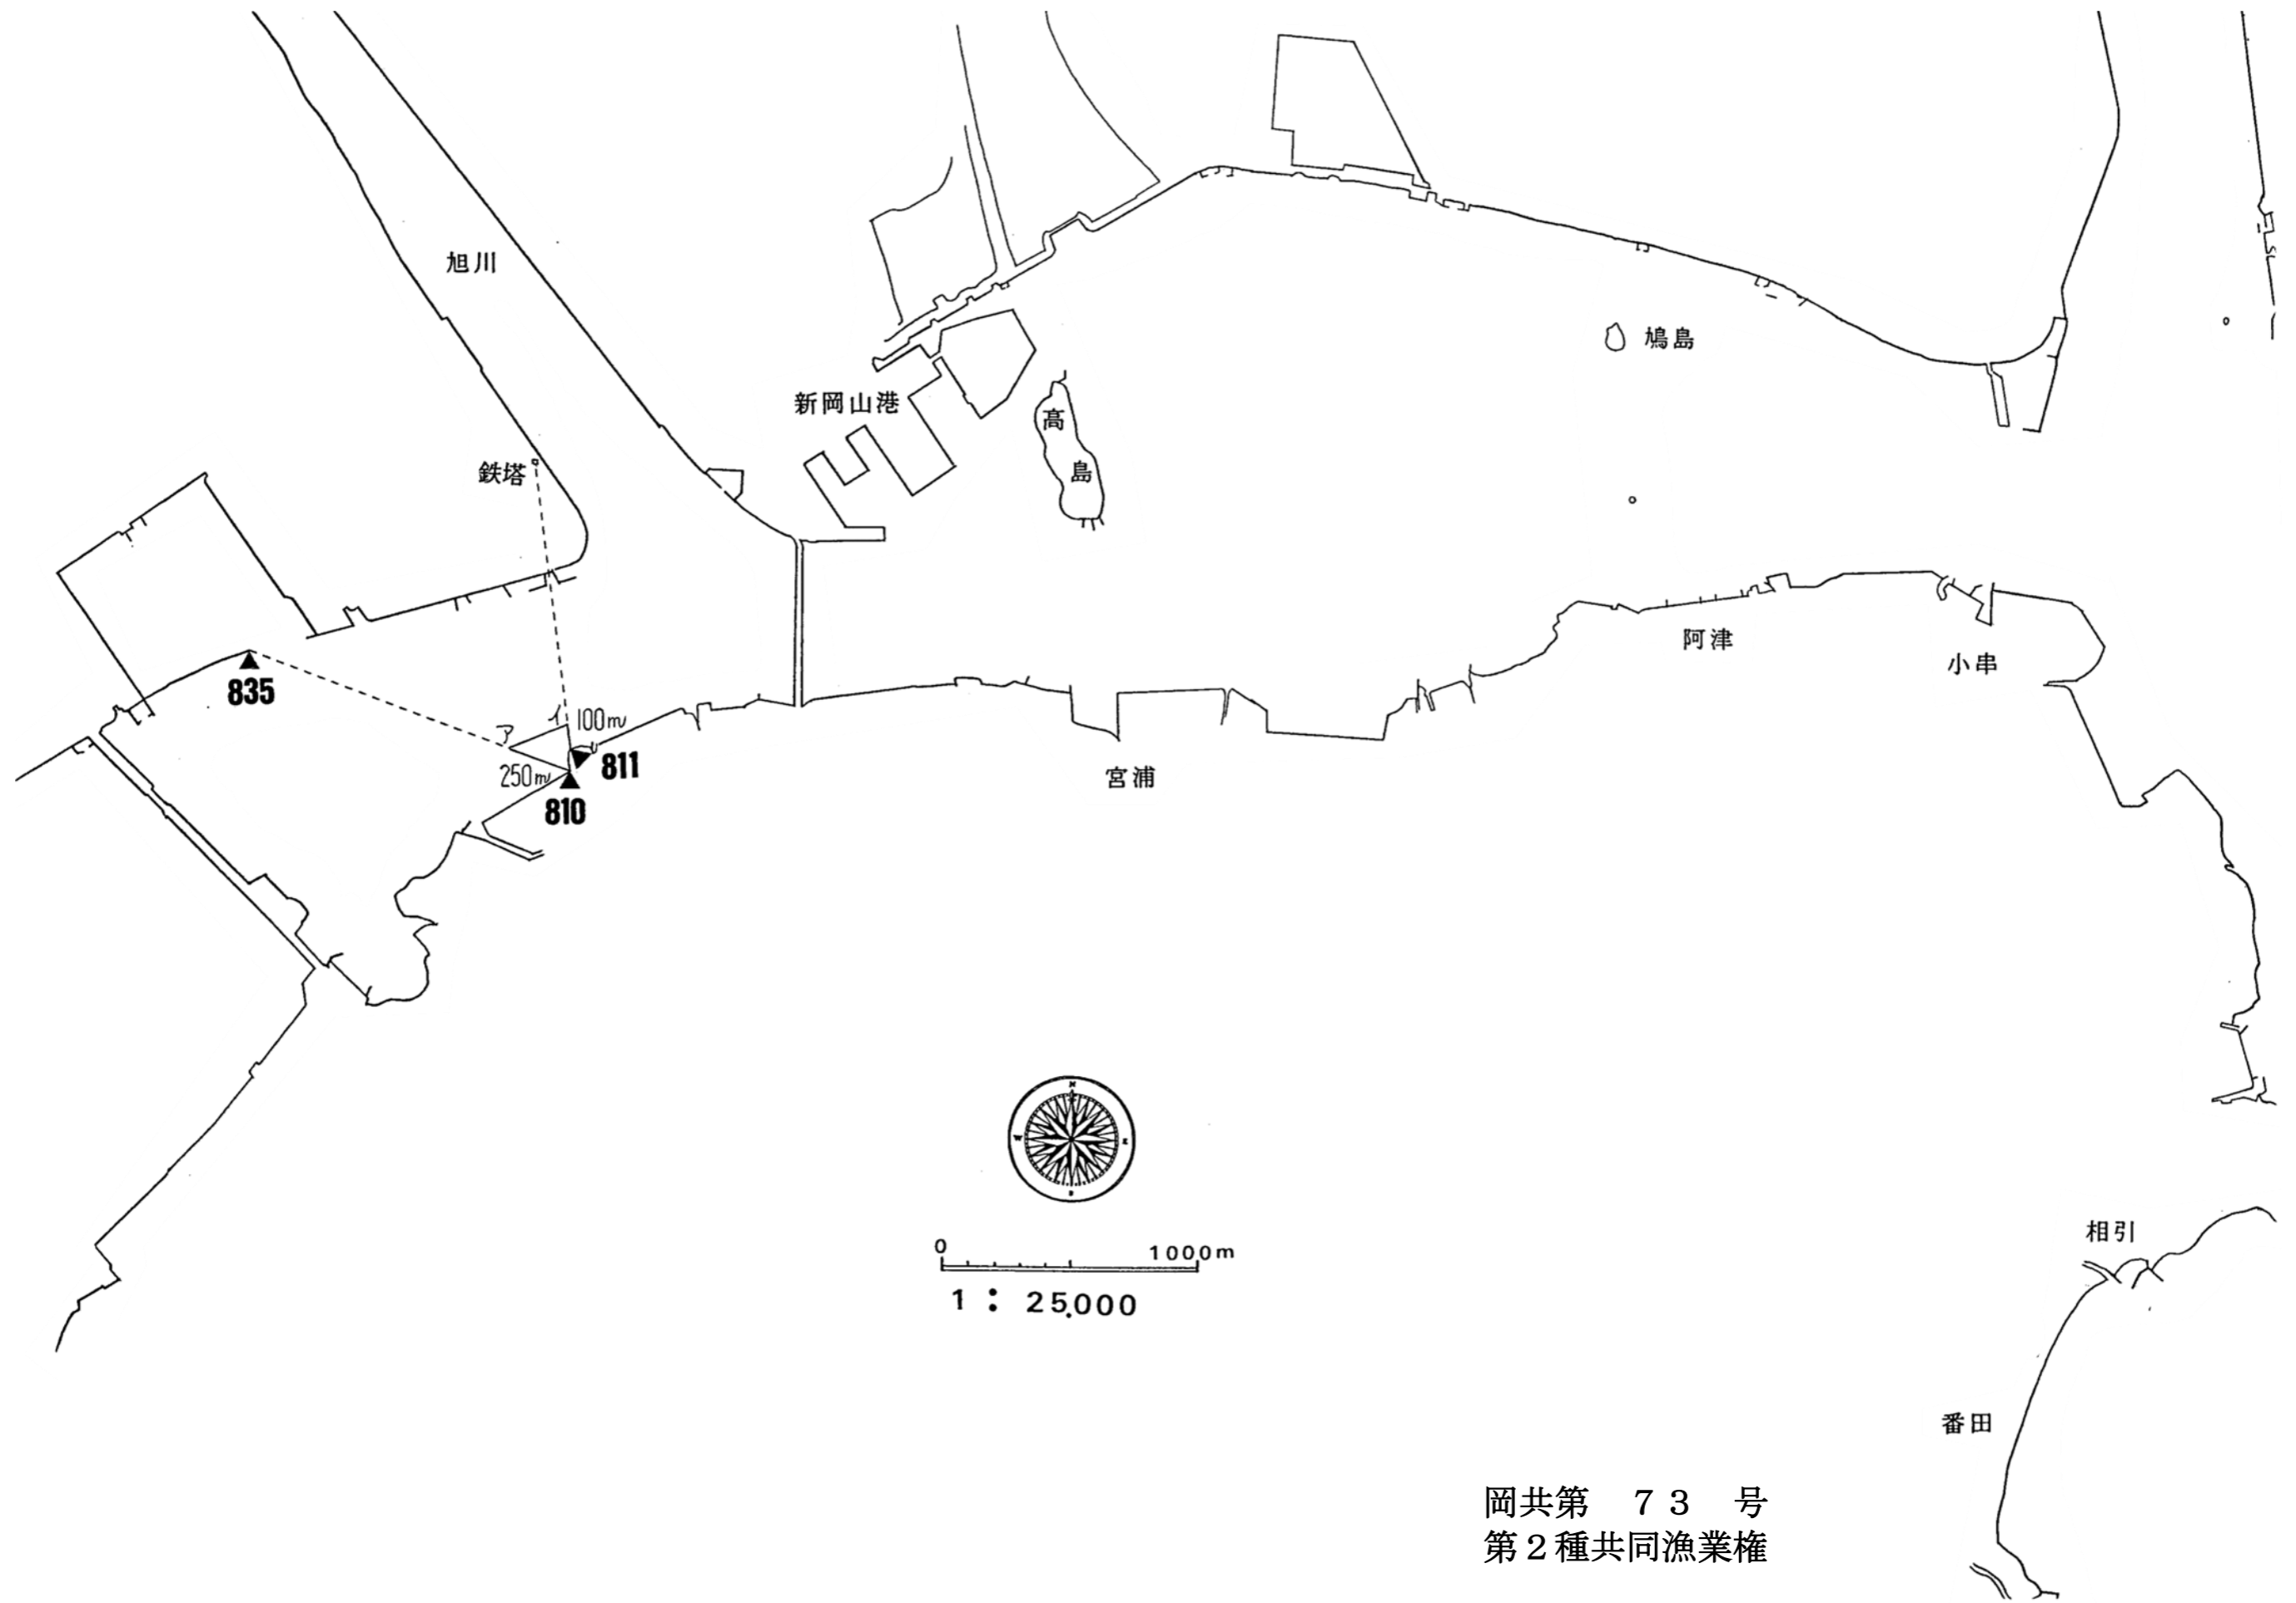 旭川
鳩島
新岡山港
高
島
鉄塔
阿津
小串
835
ア
イ
100m
811
250m
810
宮浦
N
W
E
0
1000m
1 : 25,000
相引
番田
岡共第 73 号
第2種共同漁業権